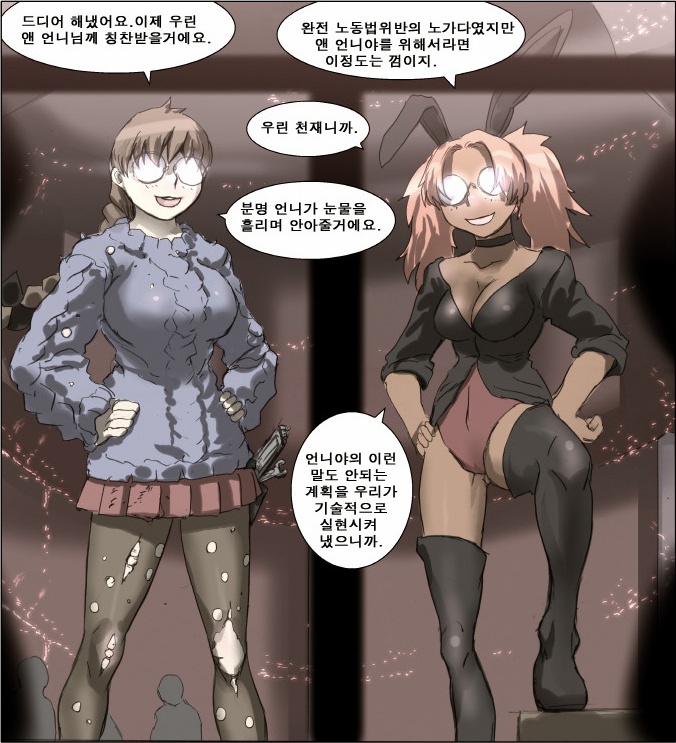 드디어 해냈어요.이제 우린
앤 언니님께 칭찬받을거에요.
완전 노동법위반의 노가다였지만
앤 언니야를 위해서라면
이정도는 껌이지.
우린 천재니까.
분명 언니가 눈물을
흘리며 안아줄거에요.
언니야의 이런
말도 안되는
계획을 우리가
기술적으로
실현시켜
냈으니까.